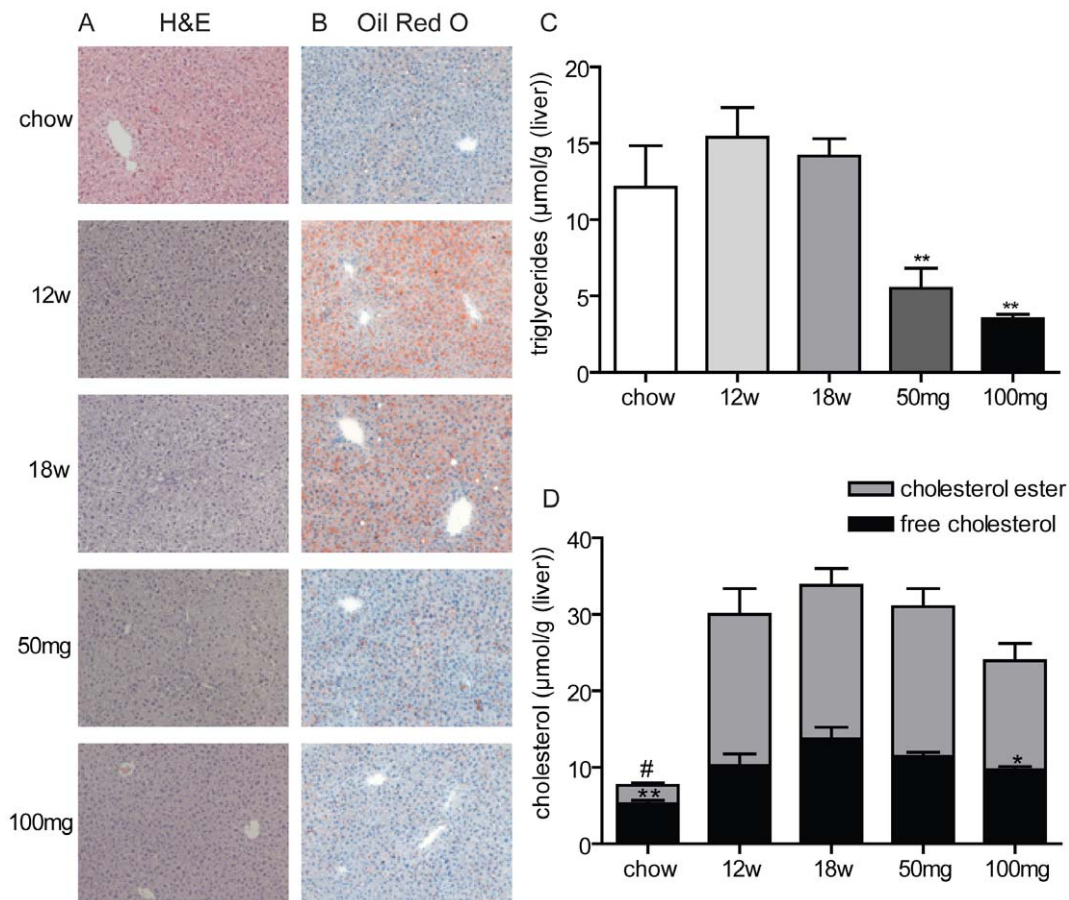 A H&E
B Oil Red O
chow
12w
18w
50mg
100mg
C
triglycerides (µmol/g (liver))
20
15
10
5
0
**
**
chow 12w 18w 50mg 100mg
D
cholesterol ester
free cholesterol
cholesterol (µmol/g (liver))
40
30
20
10
0
#
**
*
chow 12w 18w 50mg 100mg